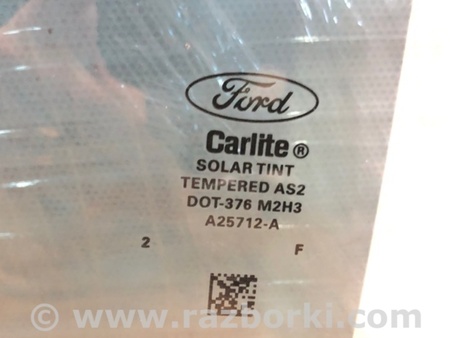 Ford
Carlite®
SOLAR TINT
TEMPERED AS2
DOT-376 M2H3
A25712-A
2 F
© www.razborki.com